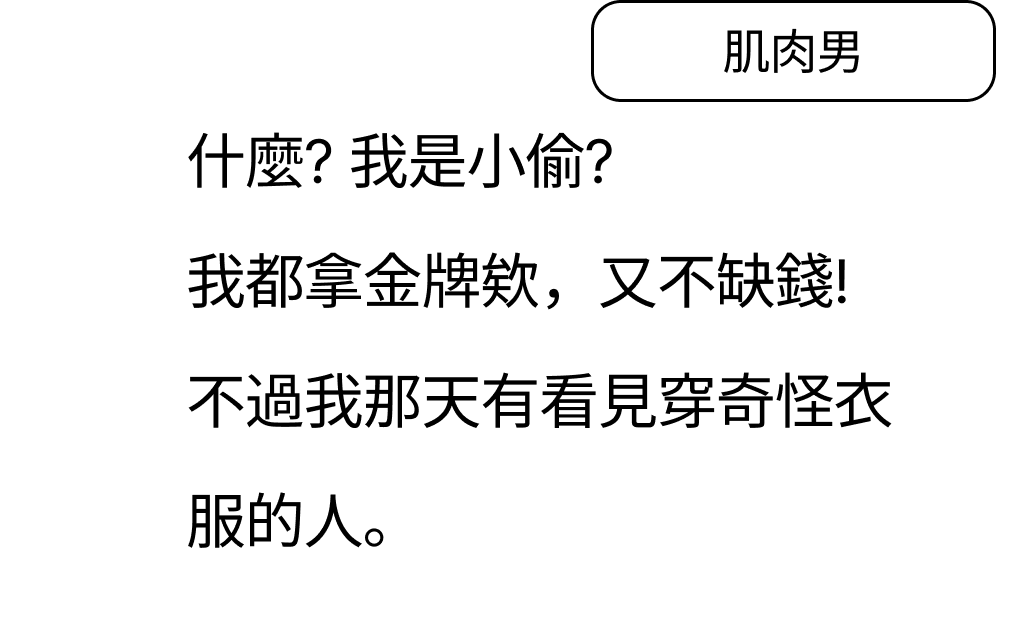 肌肉男
什麼? 我是小偷?
我都拿金牌欸，又不缺錢!
不過我那天有看見穿奇怪衣
服的人。